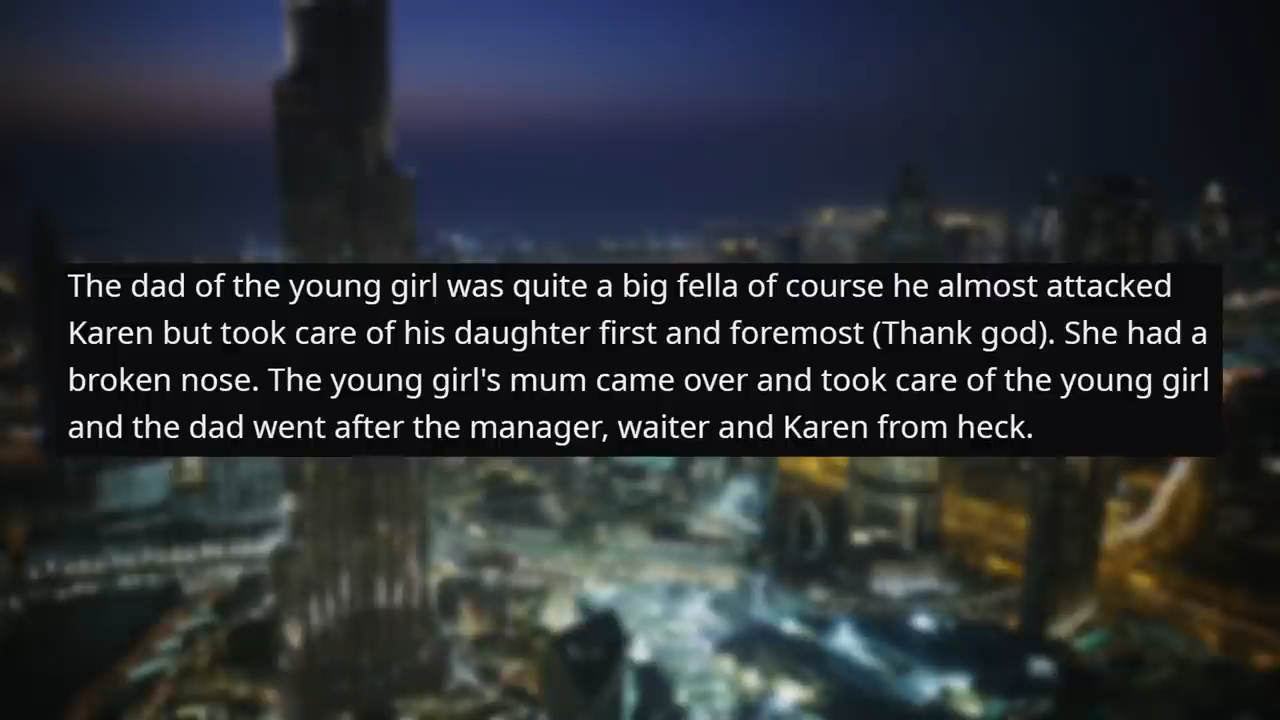 The dad of the young girl was quite a big fella of course he almost attacked
Karen but took care of his daughter first and foremost (Thank god). She had a
broken nose. The young girl's mum came over and took care of the young girl
and the dad went after the manager, waiter and Karen from heck.